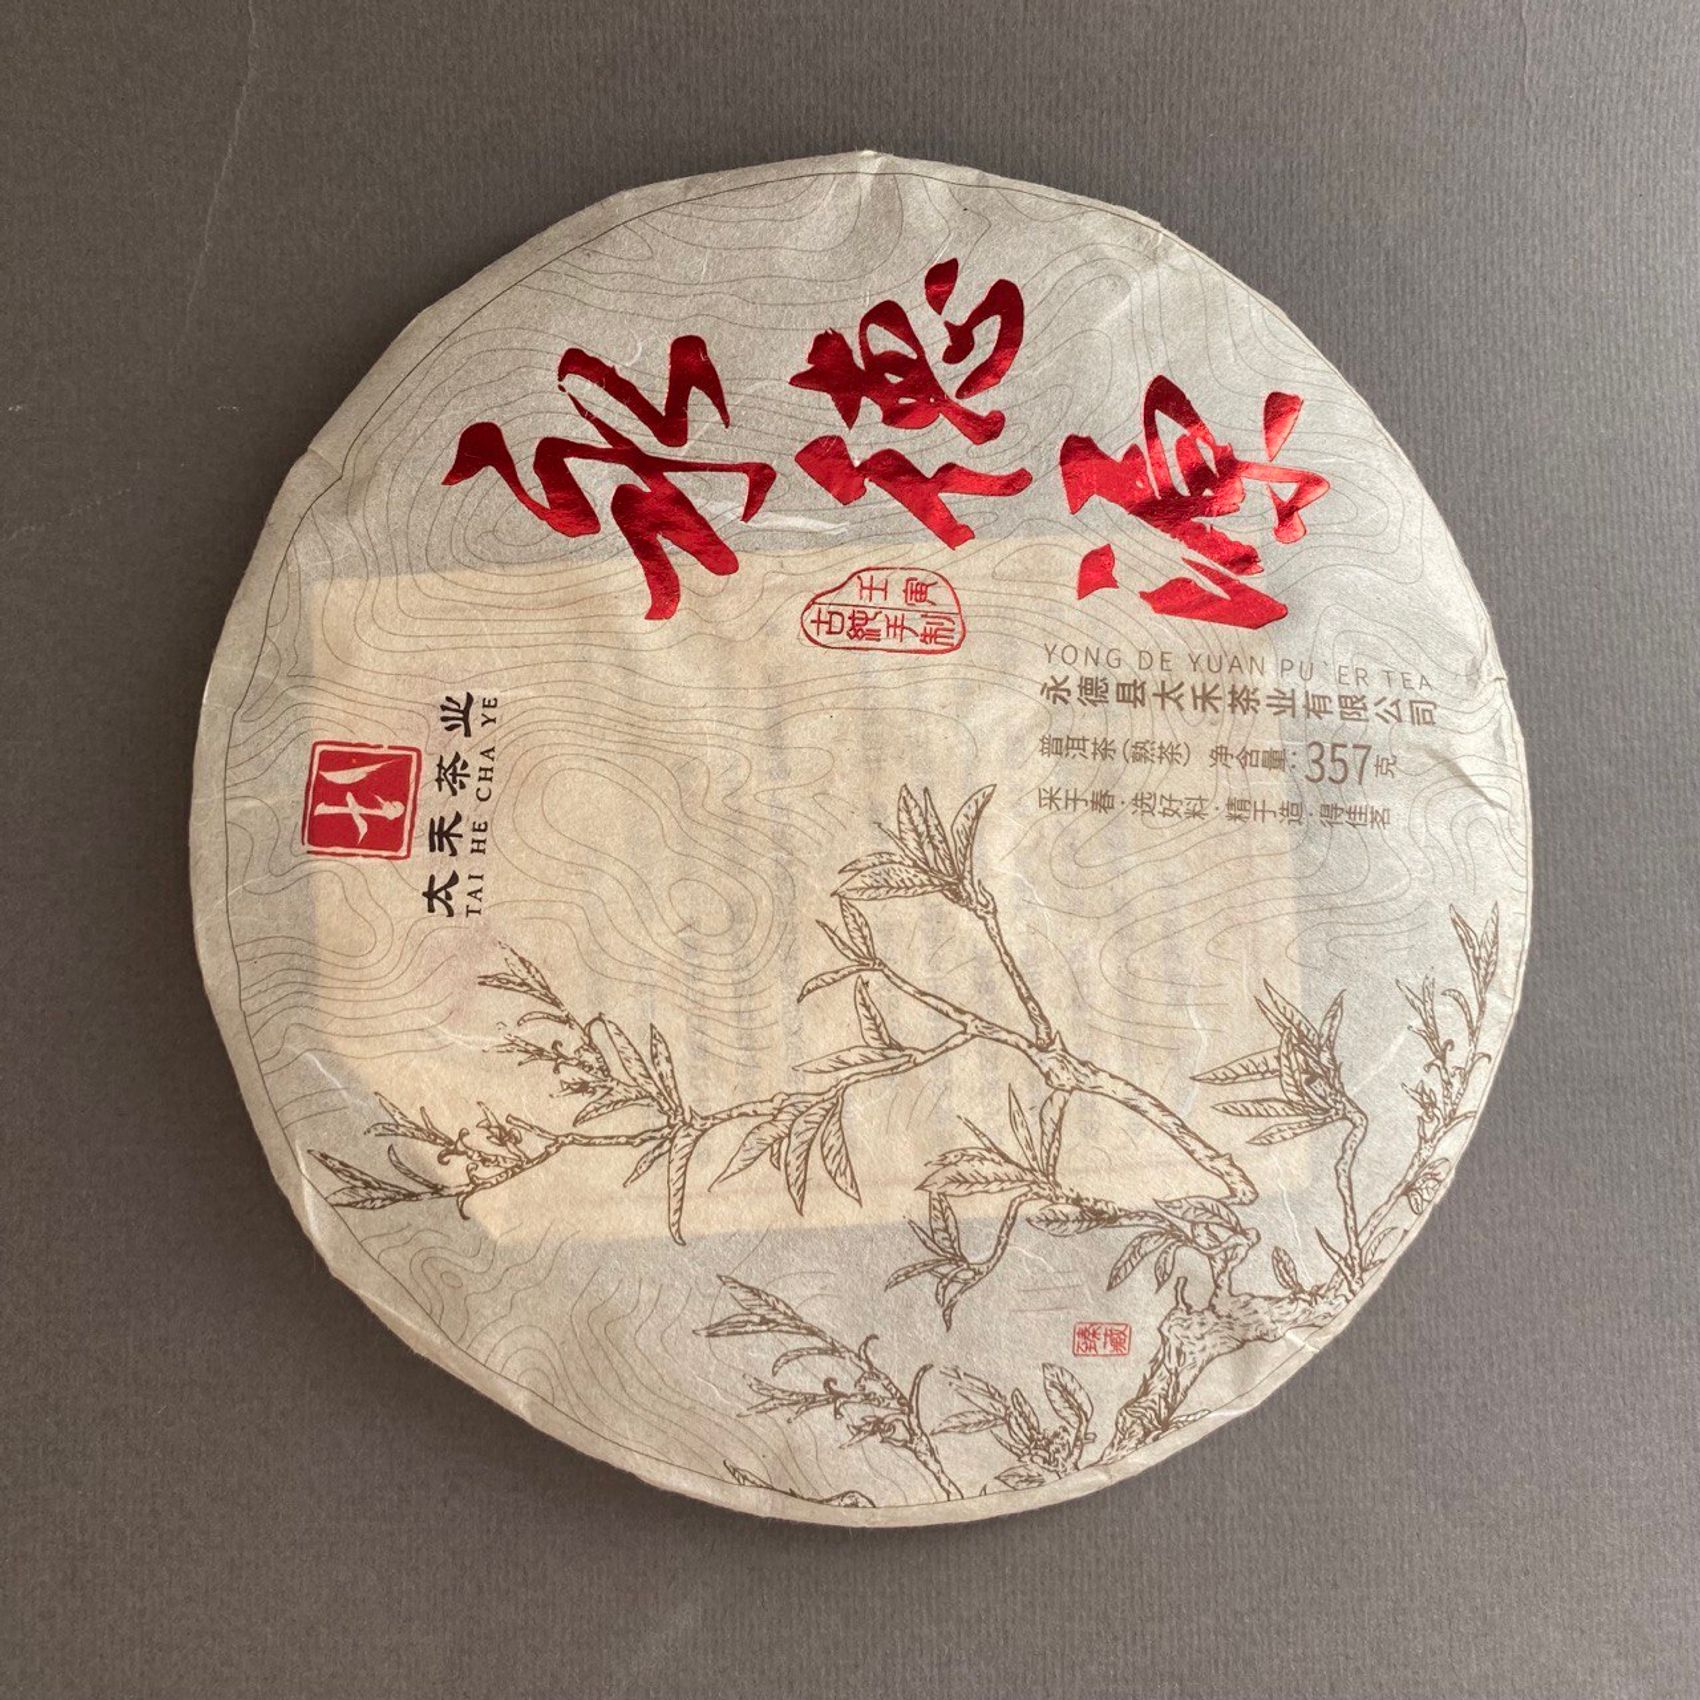 永德源
壬寅
古純手制
YONG DE YUAN PU`ER TEA
永德县太禾茶业有限公司
普洱茶(熟茶) 净含量:357克
采于春·选好料·精于造·得佳茗
太禾茶业
TAI HE CHA YE
臻藏